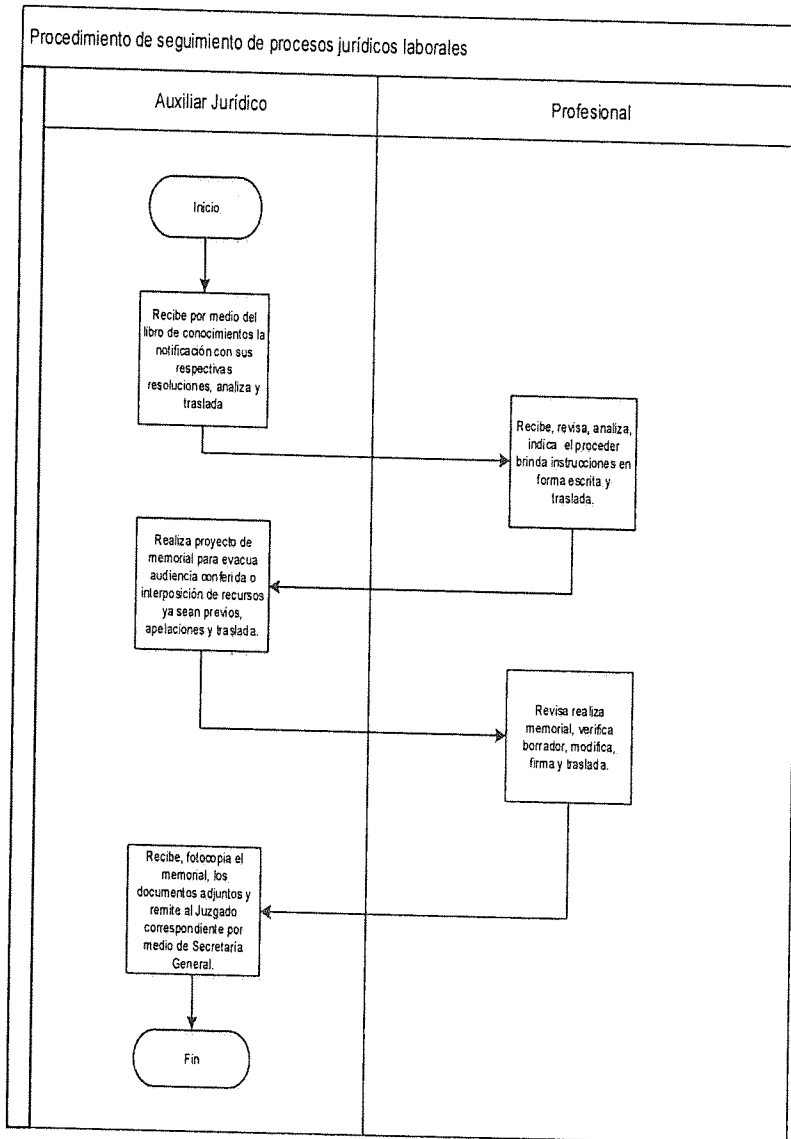 Procedimiento de seguimiento de procesos jurídicos laborales
Auxiliar Jurídico
Profesional
Inicio
Recibe por medio del
libro de conocimientos la
notificación con sus
respectivas
resoluciones, analiza y
traslada
Recibe, revisa, analiza,
indica el proceder
brinda instrucciones en
forma escrita y
traslada.
Realiza proyecto de
memorial para evacua
audiencia conferida o
interposición de recursos
ya sean previos,
apelaciones y traslada.
Revisa realiza
memorial, verifica
borrador, modifica,
firma y traslada.
Recibe, fotocopia el
memorial, los
documentos adjuntos y
remite al Juzgado
correspondiente por
medio de Secretaría
General.
Fin